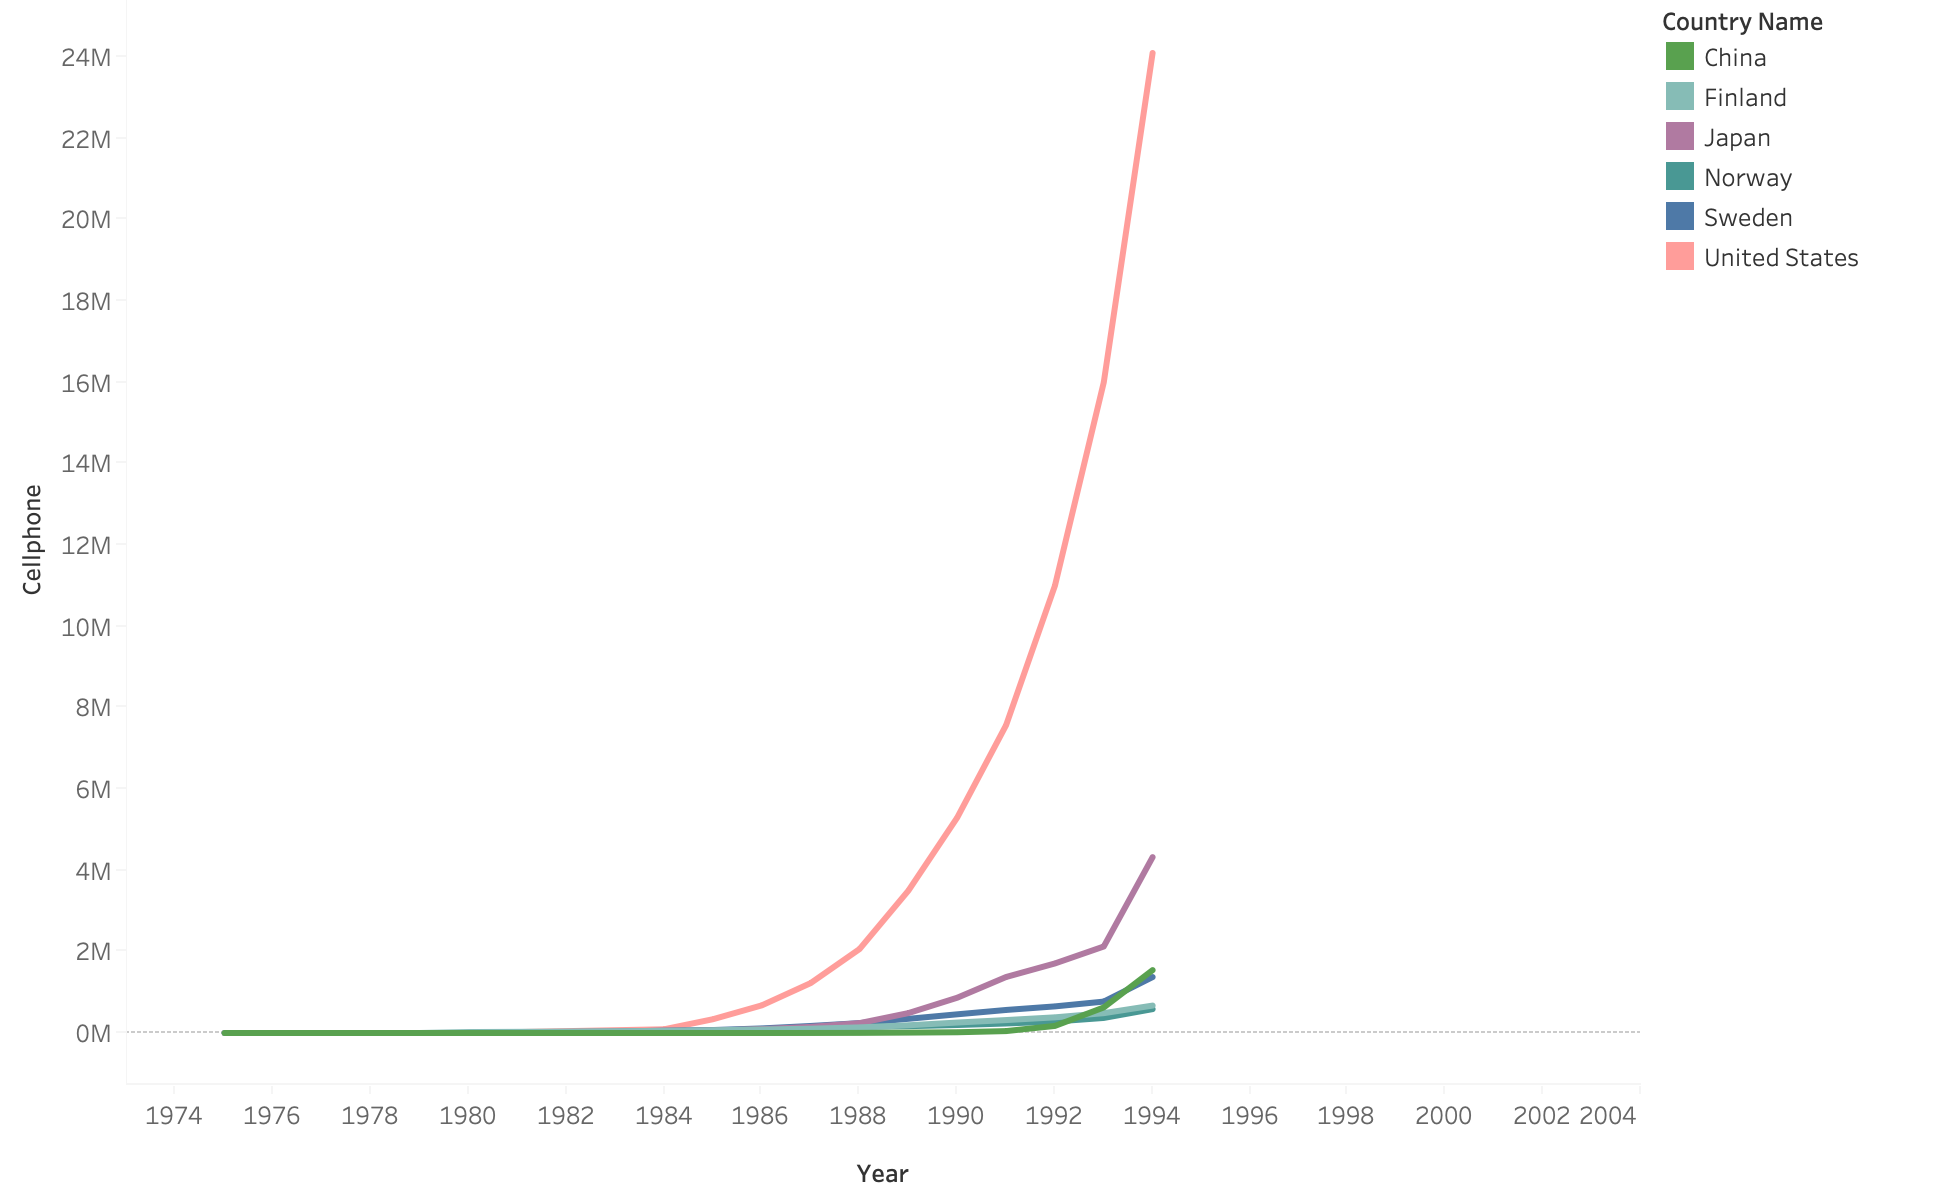 Country Name
China
Finland
Japan
Norway
Sweden
United States
24M
22M
20M
18M
16M
14M
12M
10M
8M
6M
4M
2M
0M
Cellphone
1974 1976 1978 1980 1982 1984 1986 1988 1990 1992 1994 1996 1998 2000 2002 2004
Year